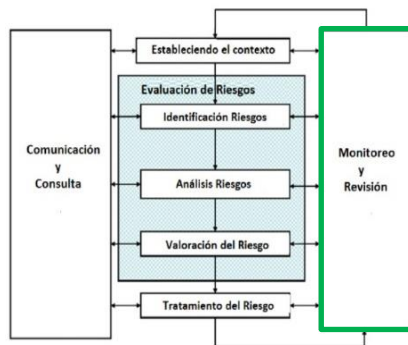 Estableciendo el contexto
Evaluación de Riesgos
Identificación Riesgos
Comunicación
y
Consulta
Análisis Riesgos
Monitoreo
y
Revisión
Valoración del Riesgo
Tratamiento del Riesgo